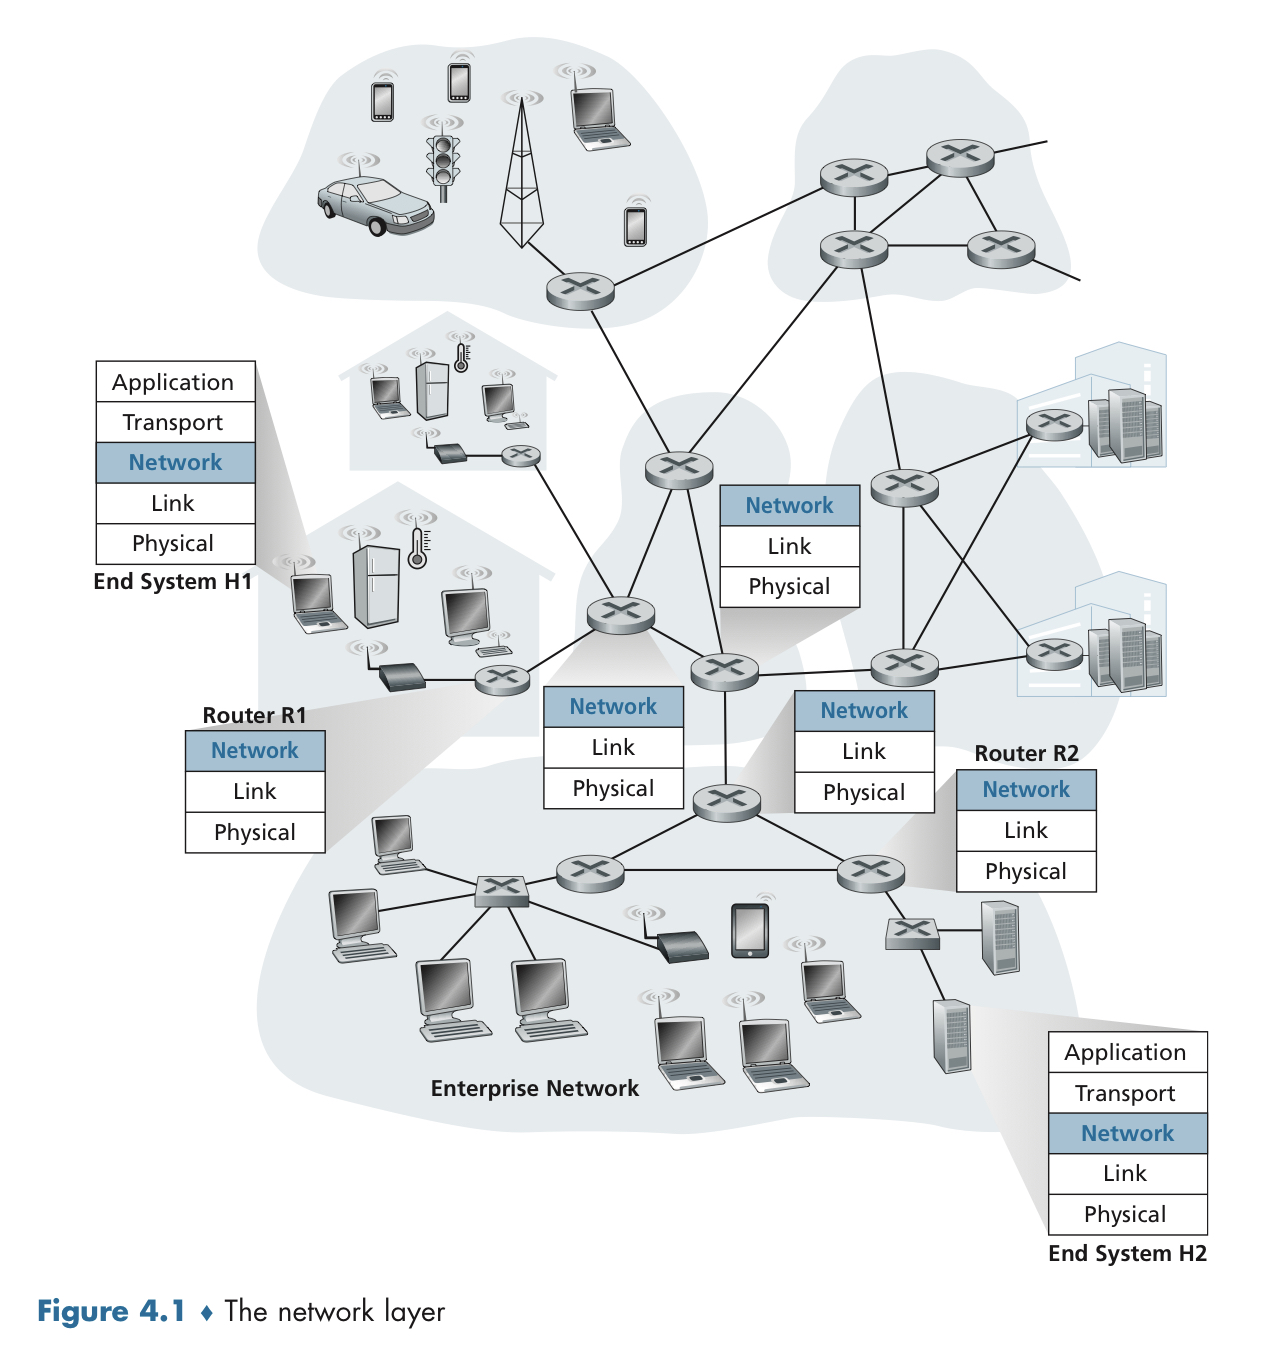 Application
Transport
Network
Link
Physical
End System H1
Network
Link
Physical
Router R1
Network
Link
Physical
Network
Link
Physical
Network
Link
Physical
Router R2
Network
Link
Physical
Enterprise Network
Application
Transport
Network
Link
Physical
End System H2
Figure 4.1 ♦ The network layer